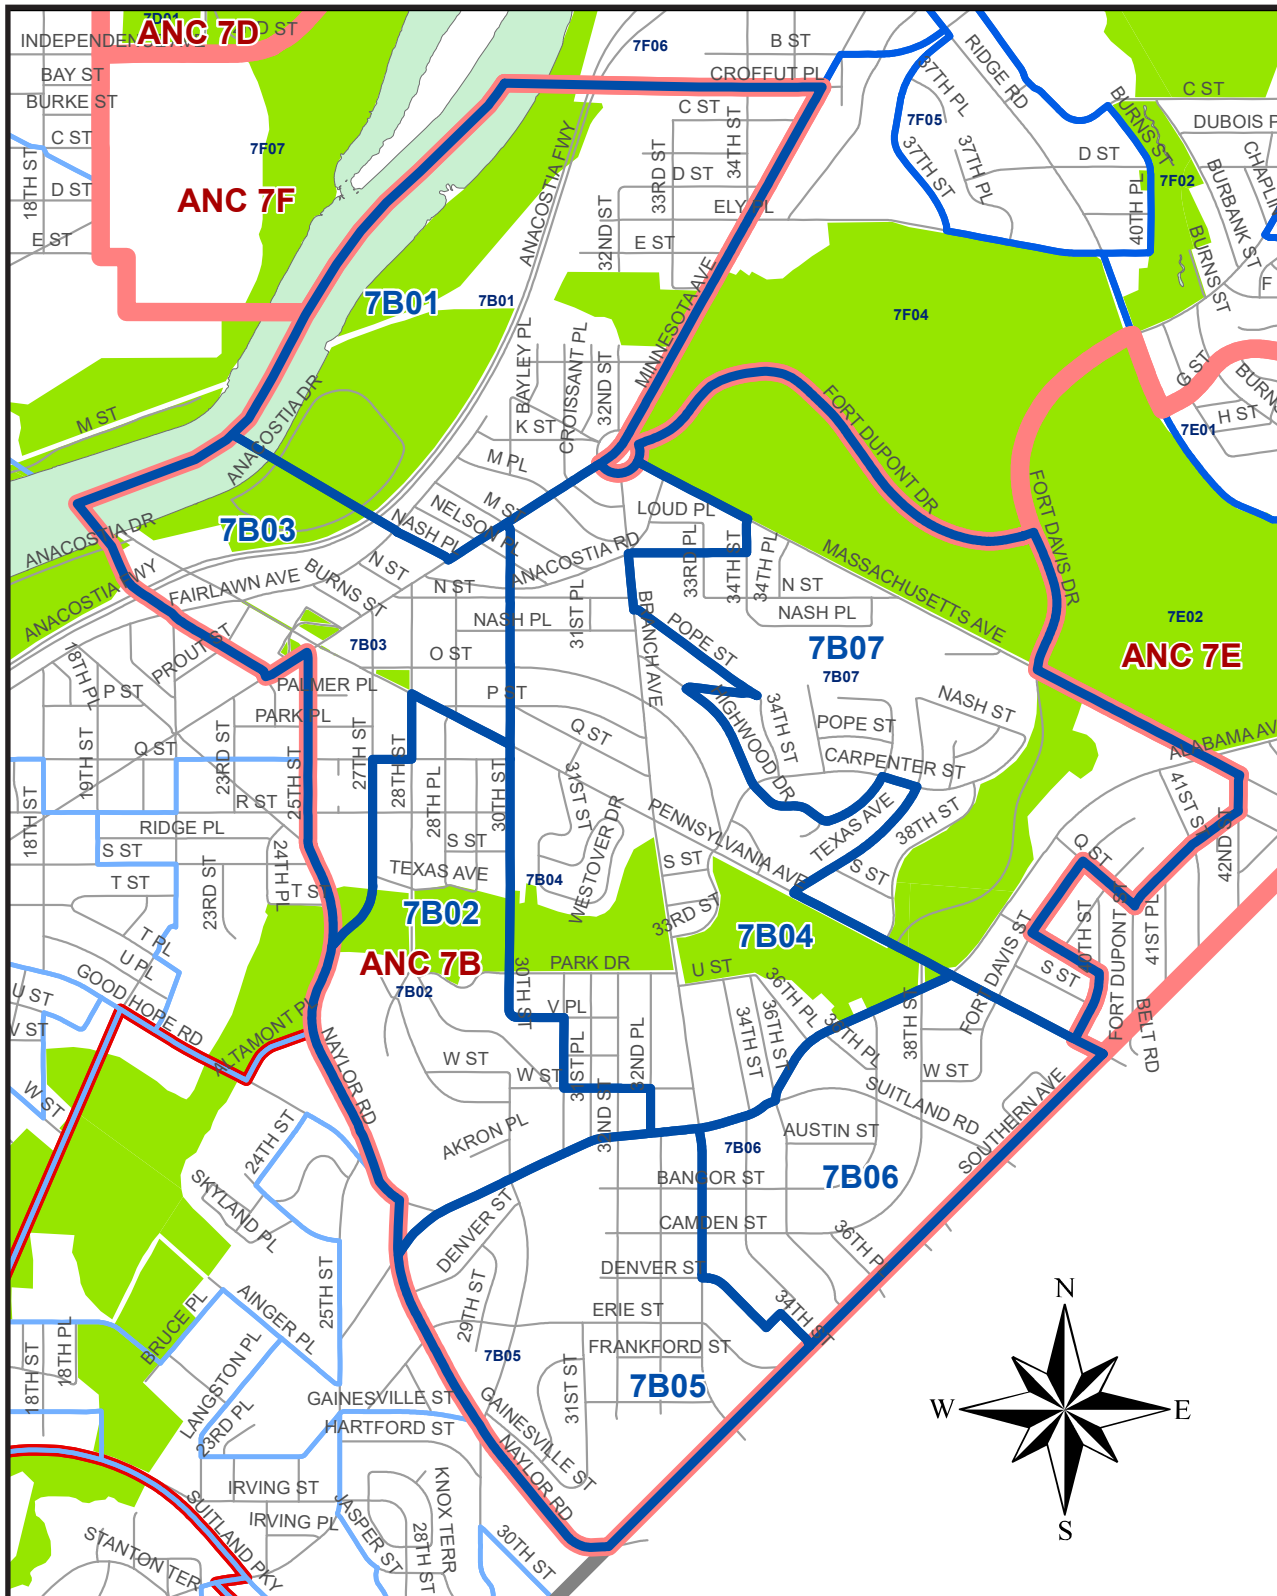 7D01
ANC 7D
2ND ST
INDEPENDENCE AVE
BAY ST
BURKE ST
C ST
18TH ST
D ST
E ST
7F07
ANC 7F
7F06
B ST
CROFFUT PL
C ST
34TH ST
33RD ST
D ST
ELY PL
32ND ST
E ST
ANACOSTIA FWY
MINNESOTA AVE
37TH PL
RIDGE RD
7F05
37TH ST
37TH PL
D ST
40TH PL
BURNS ST
C ST
DUBOIS P
7F02
CHAPLIN
BURBANK ST
BURNS ST
F
7B01
7B01
7F04
BAYLEY PL
CROISSANT PL
32ND ST
K ST
M PL
M ST
ANACOSTIA DR
FORT DUPONT DR
G ST
BURNS
H ST
7E01
M ST
NELSON PL
NASH PL
7B03
ANACOSTIA DR
ANACOSTIA FWY
FAIRLAWN AVE
BURNS ST
N ST
N ST
ANACOSTIA RD
LOUD PL
33RD PL
34TH ST
34TH PL
N ST
NASH PL
MASSACHUSETTS AVE
FORT DAVIS DR
NASH PL
31ST PL
BRANCH AVE
POPE ST
7B07
7B07
7E02
ANC 7E
PROUT ST
7B03
O ST
18TH PL
P ST
PALMER PL
PARK PL
P ST
Q ST
HIGHWOOD DR
34TH ST
POPE ST
NASH ST
CARPENTER ST
ALABAMA AV
Q ST
19TH ST
23RD ST
25TH ST
27TH ST
28TH ST
28TH PL
30TH ST
31ST ST
18TH ST
R ST
RIDGE PL
S ST
S ST
WESTOVER DR
PENNSYLVANIA AVE
TEXAS AVE
38TH ST
41ST ST
42ND ST
S ST
33RD ST
S ST
Q ST
T ST
23RD ST
24TH PL
T ST
TEXAS AVE
7B04
7B02
7B04
ANC 7B
7B02
T PL
U PL
GOOD HOPE RD
U ST
V ST
W ST
ALTAMONT PL
NAYLOR RD
30TH ST
PARK DR
V PL
U ST
36TH PL
36TH ST
34TH ST
36TH PL
38TH ST
FORT DAVIS ST
S ST
40TH ST
FORT DUPONT ST
41ST PL
BELT RD
W ST
W ST
31ST PL
32ND ST
32ND PL
W ST
SUITLAND RD
AUSTIN ST
SOUTHERN AVE
24TH ST
AKRON PL
7B06
BANGOR ST
7B06
SKYLAND PL
DENVER ST
CAMDEN ST
36TH P
25TH ST
29TH ST
DENVER ST
ERIE ST
34TH ST
BRUCE PL
AINGER PL
7B05
FRANKFORD ST
18TH ST
18TH PL
LANGSTON PL
23RD PL
GAINESVILLE ST
HARTFORD ST
GAINESVILLE ST
31ST ST
7B05
NAYLOR RD
IRVING ST
IRVING PL
SUITLAND PKY
STANTON TER
JASPER ST
KNOX TERR
28TH ST
30TH ST
N
W
E
S